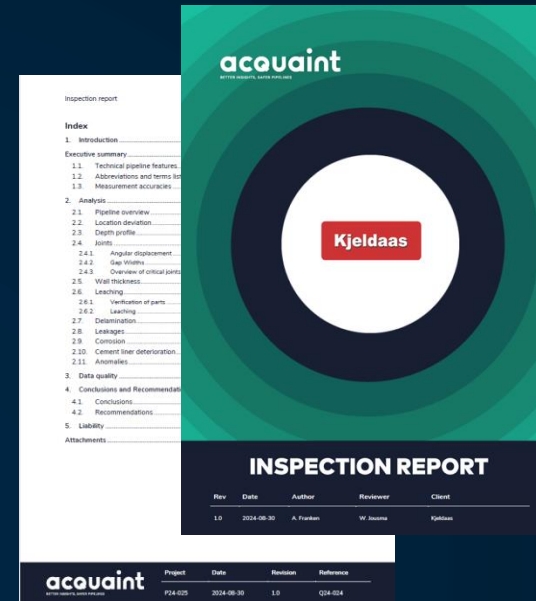 Inspection report
Index
1. Introduction
Executive summary
1.1. Technical pipeline features
1.2. Abbreviations and terms list
1.3. Measurement accuracies
2. Analysis
2.1. Pipeline overview
2.2. Location deviation
2.3. Depth profile
2.4. Joints
2.4.1. Angular displacement
2.4.2. Gap Widths
2.4.3. Overview of critical joints
2.5. Wall thickness
2.6. Leaching
2.6.1. Verification of parts
2.6.2. Leaching
2.7. Delamination
2.8. Leakages
2.9. Corrosion
2.10. Cement liner deterioration
2.11. Anomalies
3. Data quality
4. Conclusions and Recommendati
4.1. Conclusions
4.2. Recommendations
5. Liability
Attachments
acquaint
BETTER INSIGHTS, SAFER PIPELINES
Project Date Revision Reference
P24-025 2024-08-30 1.0 Q24-024
acquaint
BETTER INSIGHTS, SAFER PIPELINES
Kjeldaas
INSPECTION REPORT
Rev Date Author Reviewer Client
1.0 2024-08-30 A. Franken W. Jousma Kjeldaas